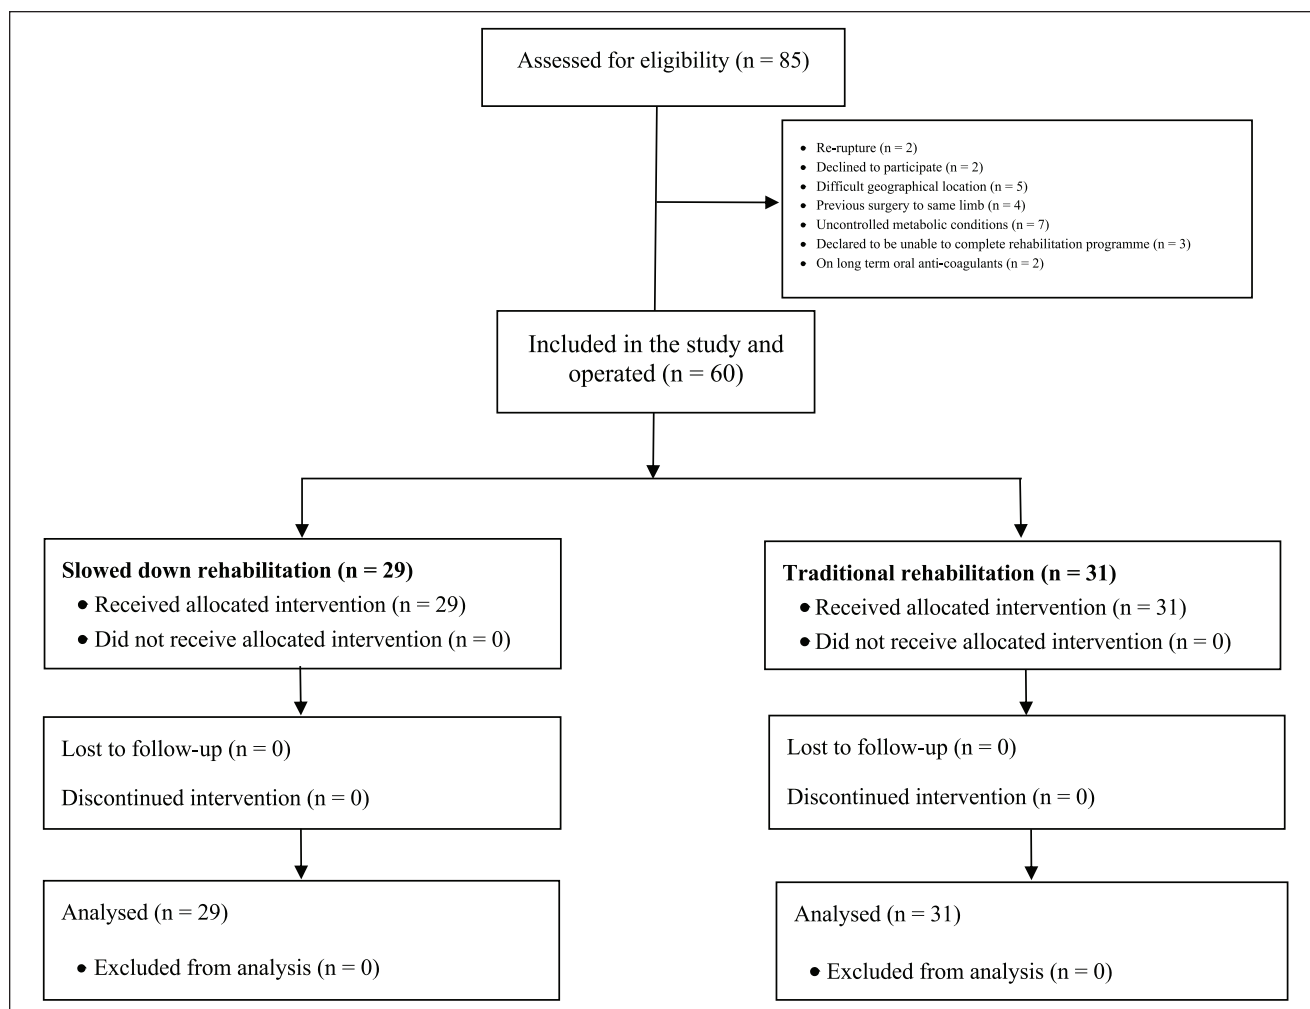 Assessed for eligibility (n = 85)
• Re-rupture (n = 2)
• Declined to participate (n = 2)
• Difficult geographical location (n = 5)
• Previous surgery to same limb (n = 4)
• Uncontrolled metabolic conditions (n = 7)
• Declared to be unable to complete rehabilitation programme (n = 3)
• On long term oral anti-coagulants (n = 2)
Included in the study and
operated (n = 60)
Slowed down rehabilitation (n = 29)
• Received allocated intervention (n = 29)
• Did not receive allocated intervention (n = 0)
Traditional rehabilitation (n = 31)
• Received allocated intervention (n = 31)
• Did not receive allocated intervention (n = 0)
Lost to follow-up (n = 0)
Discontinued intervention (n = 0)
Lost to follow-up (n = 0)
Discontinued intervention (n = 0)
Analysed (n = 29)
• Excluded from analysis (n = 0)
Analysed (n = 31)
• Excluded from analysis (n = 0)